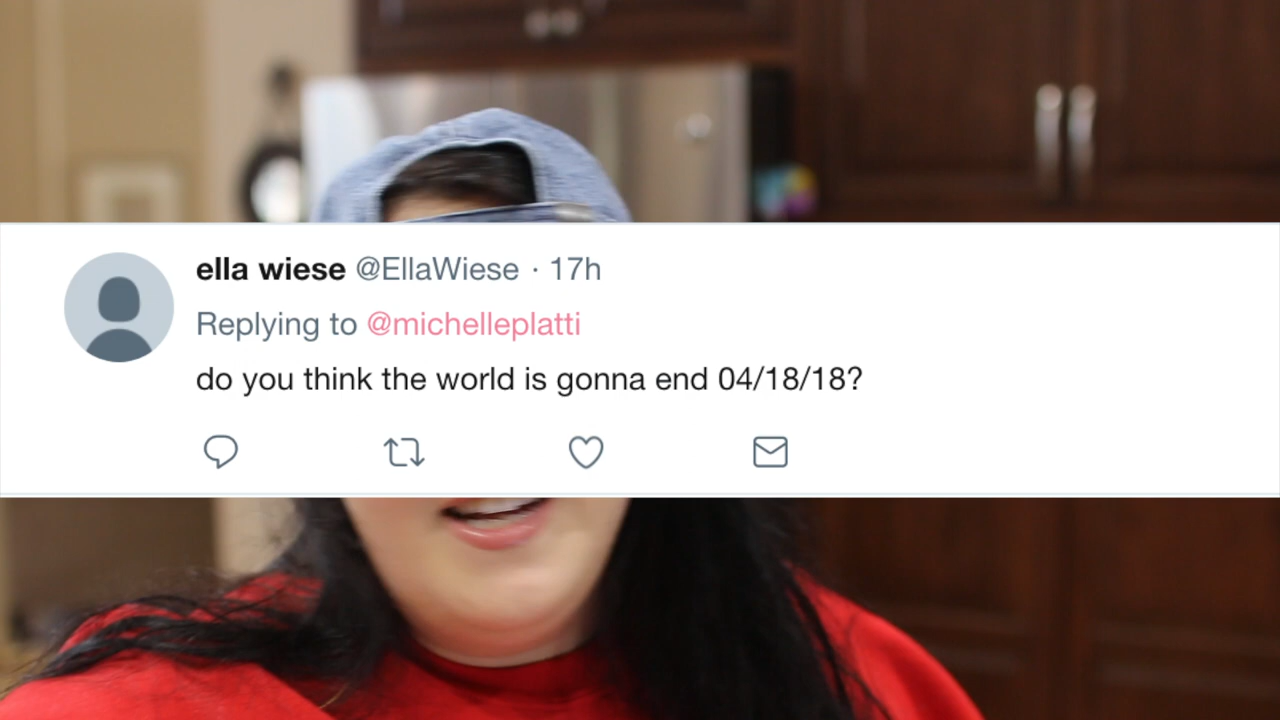 ella wiese @EllaWiese · 17h
Replying to @michelleplatti
do you think the world is gonna end 04/18/18?